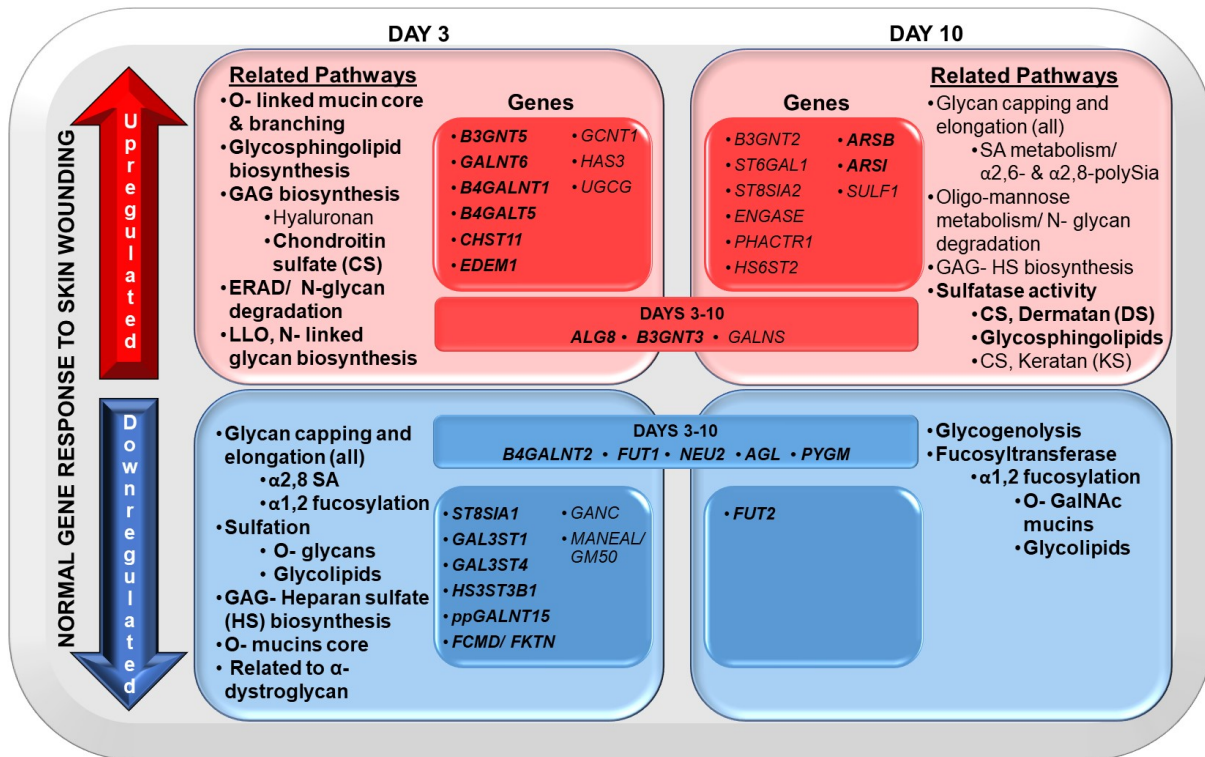 DAY 3
DAY 10
NORMAL GENE RESPONSE TO SKIN WOUNDING
Upregulated
Related Pathways
•O- linked mucin core
& branching
•Glycosphingolipid
biosynthesis
•GAG biosynthesis
•Hyaluronan
•Chondroitin
sulfate (CS)
•ERAD/ N-glycan
degradation
•LLO, N- linked
glycan biosynthesis
Genes
•B3GNT5
•GALNT6
•B4GALNT1
•B4GALT5
•CHST11
•EDEM1
•GCNT1
•HAS3
•UGCG
Genes
•B3GNT2
•ST6GAL1
•ST8SIA2
•ENGASE
•PHACTR1
•HS6ST2
•ARSB
•ARSI
•SULF1
Related Pathways
•Glycan capping and
elongation (all)
•SA metabolism/
α2,6- & α2,8-polySia
•Oligo-mannose
metabolism/ N- glycan
degradation
•GAG- HS biosynthesis
•Sulfatase activity
•CS, Dermatan (DS)
•Glycosphingolipids
•CS, Keratan (KS)
DAYS 3-10
ALG8 • B3GNT3 • GALNS
Downregulated
•Glycan capping and
elongation (all)
•α2,8 SA
•α1,2 fucosylation
•Sulfation
•O- glycans
•Glycolipids
•GAG- Heparan sulfate
(HS) biosynthesis
•O- mucins core
• Related to α-
dystroglycan
DAYS 3-10
B4GALNT2 • FUT1 • NEU2 • AGL • PYGM
•ST8SIA1
•GAL3ST1
•GAL3ST4
•HS3ST3B1
•ppGALNT15
•FCMD/ FKTN
•GANC
•MANEAL/
GM50
•FUT2
•Glycogenolysis
•Fucosyltransferase
•α1,2 fucosylation
•O- GalNAc
mucins
•Glycolipids